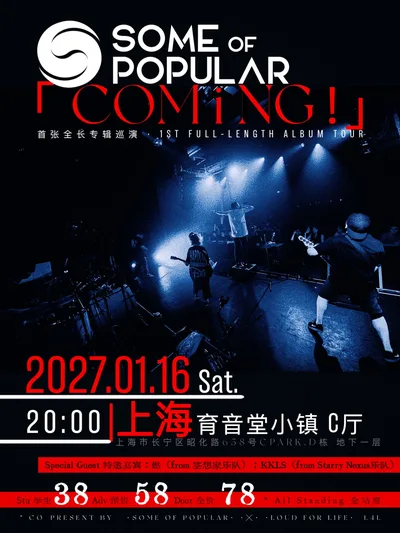 SOME OF
POPULAR
「COMiNG!」
首张全长专辑巡演 · 1ST FULL-LENGTH ALBUM TOUR
2027.01.16 Sat.
20:00 上海 育音堂小镇 C厅
上海市长宁区昭化路638号CPARK.D栋 地下一层
Special Guest 特邀嘉宾：郝（from 妄想家乐队）；KKLS（from Starry Nexus乐队）
Stu 学生 38 Adv 预售 58 Door 全价 78 * All Standing 全站席
* CO PRESENT BY -SOME OF POPULAR- -×- -LOUD FOR LIFE- L4L